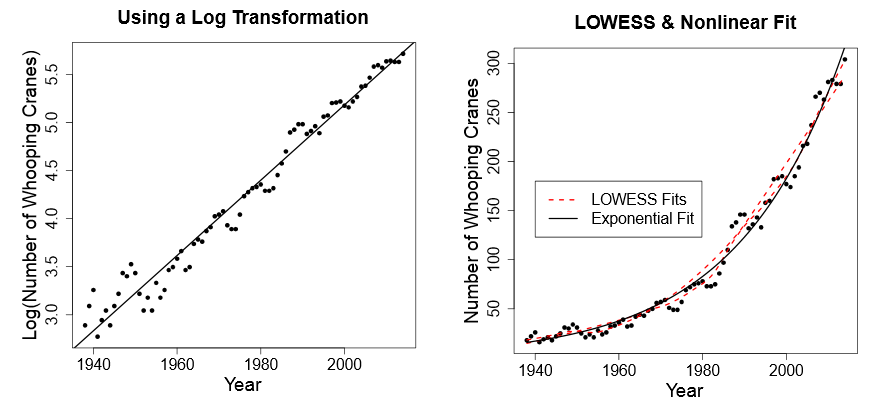 Using a Log Transformation
Log(Number of Whooping Cranes)
5.5
5.0
4.5
4.0
3.5
3.0
1940 1960 1980 2000
Year
LOWESS & Nonlinear Fit
Number of Whooping Cranes
300
250
200
150
100
50
LOWESS Fits
Exponential Fit
1940 1960 1980 2000
Year